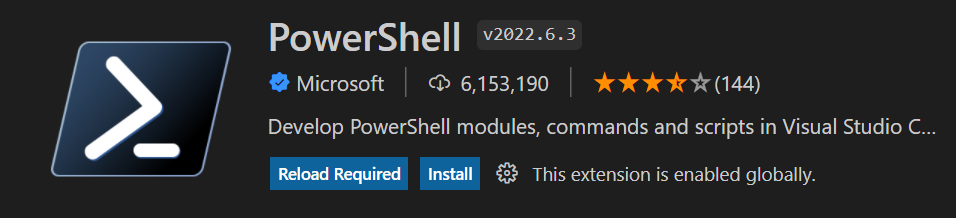 PowerShell v2022.6.3
Microsoft 6,153,190 (144)
Develop PowerShell modules, commands and scripts in Visual Studio C...
Reload Required Install This extension is enabled globally.